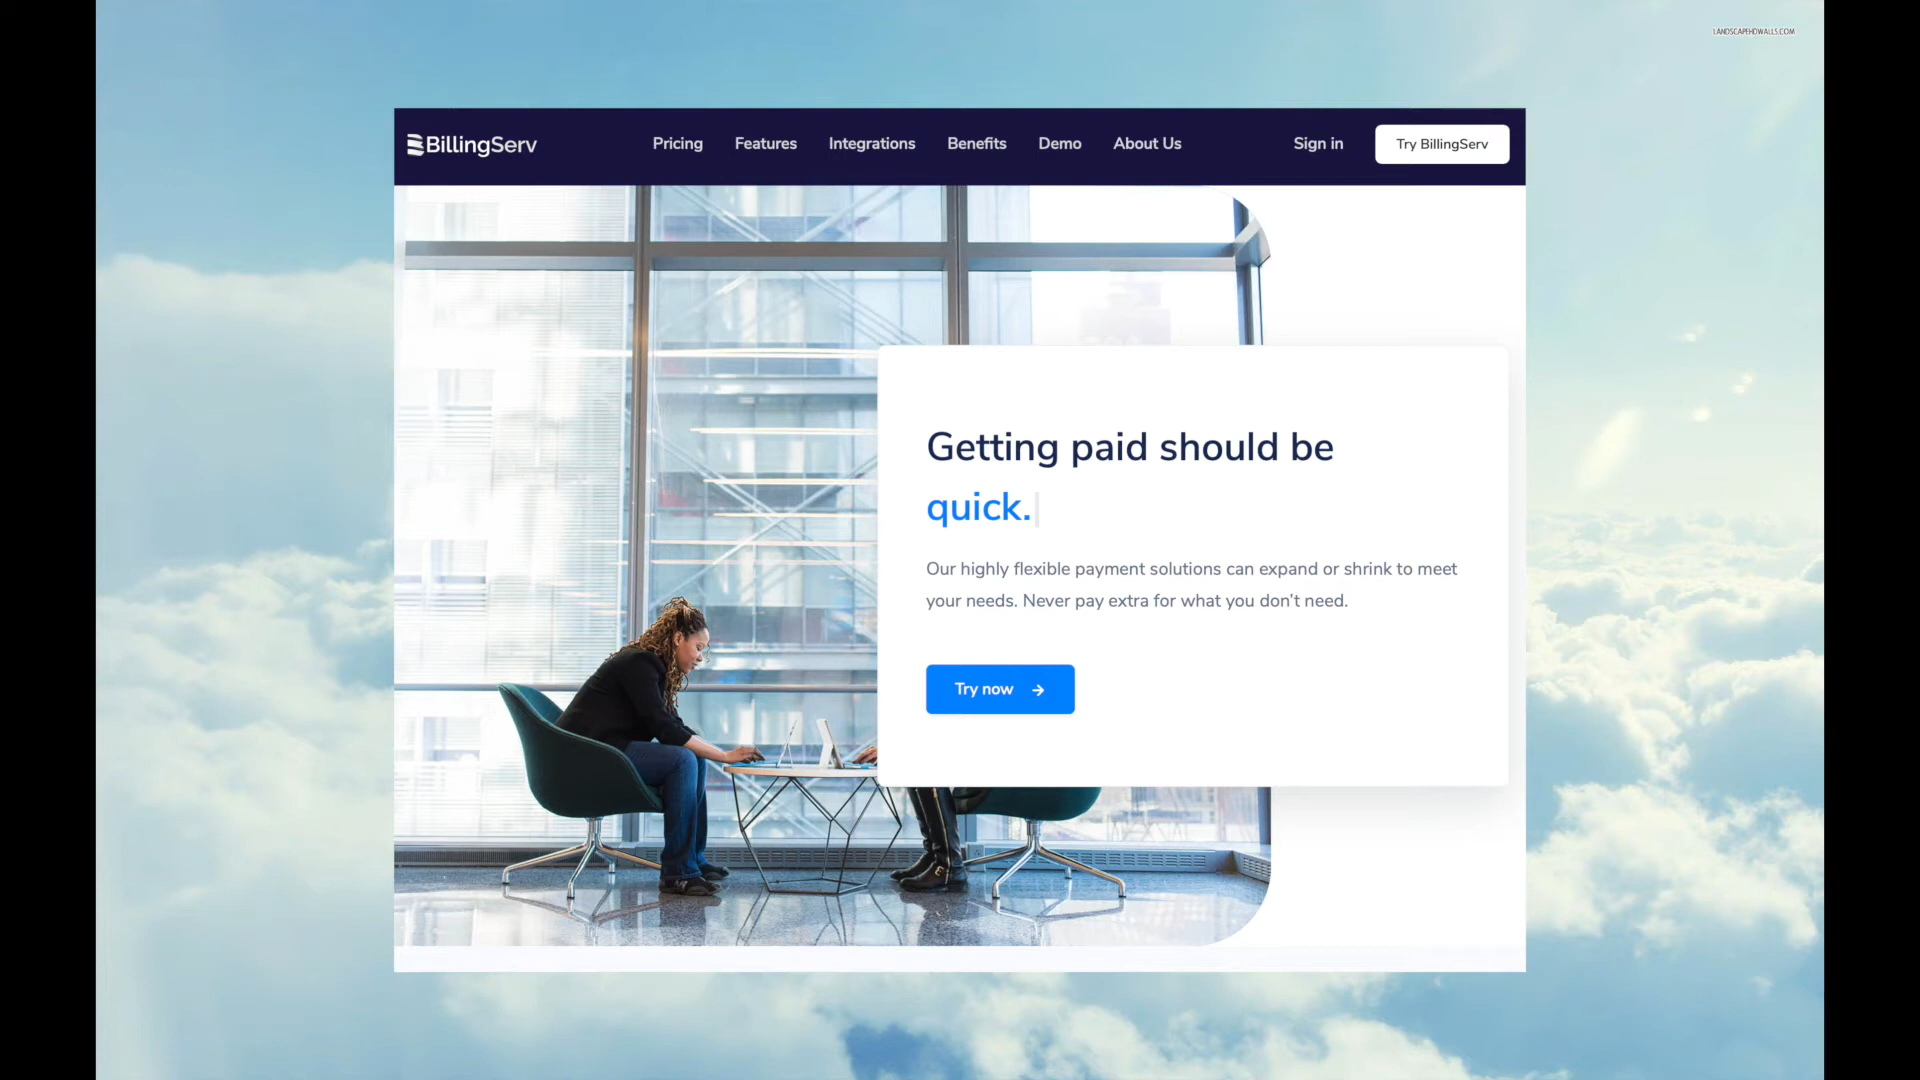 LANDSCAPEHDWALLS.COM
BillingServ
Pricing
Features
Integrations
Benefits
Demo
About Us
Sign in
Try BillingServ
Getting paid should be
quick.
Our highly flexible payment solutions can expand or shrink to meet
your needs. Never pay extra for what you don't need.
Try now